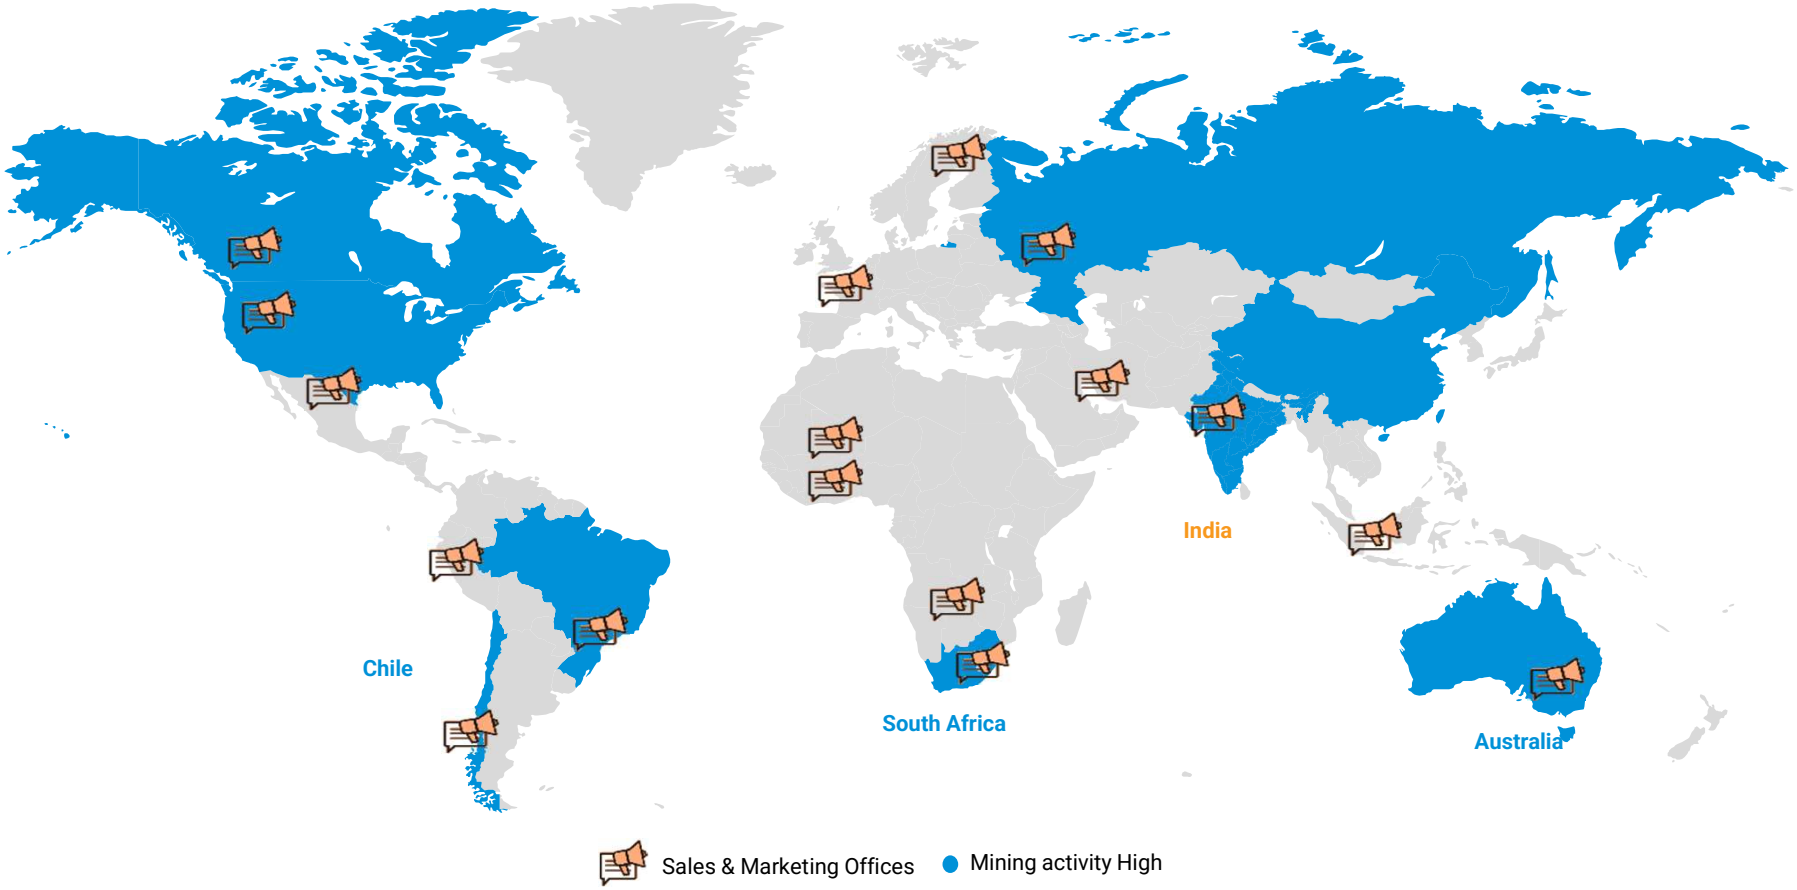 India
Chile
South Africa
Australia
Sales & Marketing Offices
Mining activity High